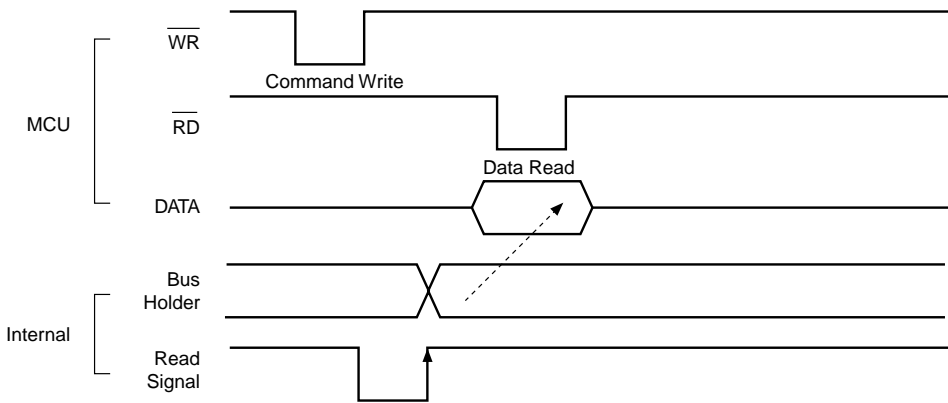 WR
Command Write
MCU
RD
Data Read
DATA
Bus
Holder
Internal
Read
Signal